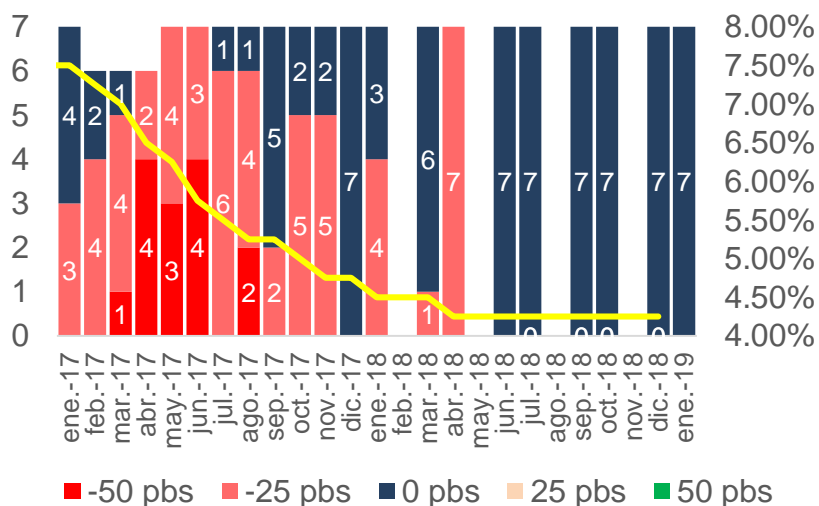 7
6
5
4
3
2
1
0
8.00%
7.50%
7.00%
6.50%
6.00%
5.50%
5.00%
4.50%
4.00%
4
3
2
4
1
4
1
2
4
4
3
3
4
1
6
1
4
2
5
2
2
5
2
5
7
3
4
6
1
7
7
7
0
7
0
7
0
7
0
7
ene.-17
feb.-17
mar.-17
abr.-17
may.-17
jun.-17
jul.-17
ago.-17
sep.-17
oct.-17
nov.-17
dic.-17
ene.-18
feb.-18
mar.-18
abr.-18
may.-18
jun.-18
jul.-18
ago.-18
sep.-18
oct.-18
nov.-18
dic.-18
ene.-19
-50 pbs -25 pbs 0 pbs 25 pbs 50 pbs